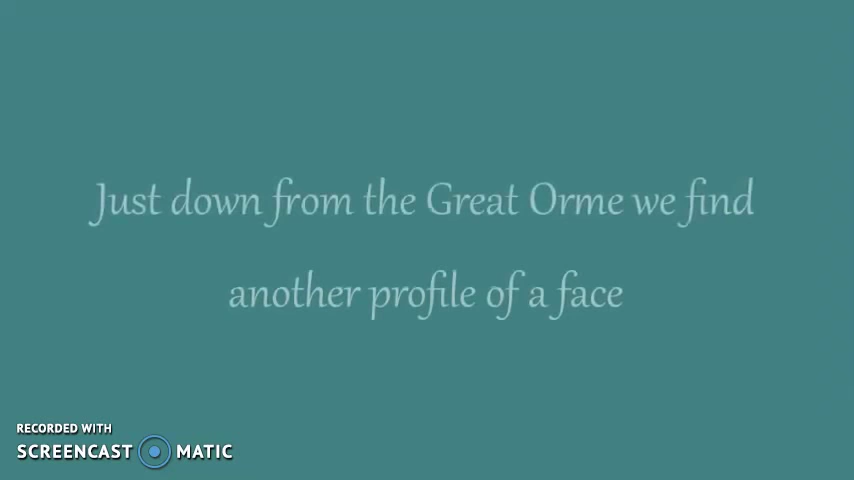 Just down from the Great Orme we find
another profile of a face
RECORDED WITH
SCREENCAST MATIC